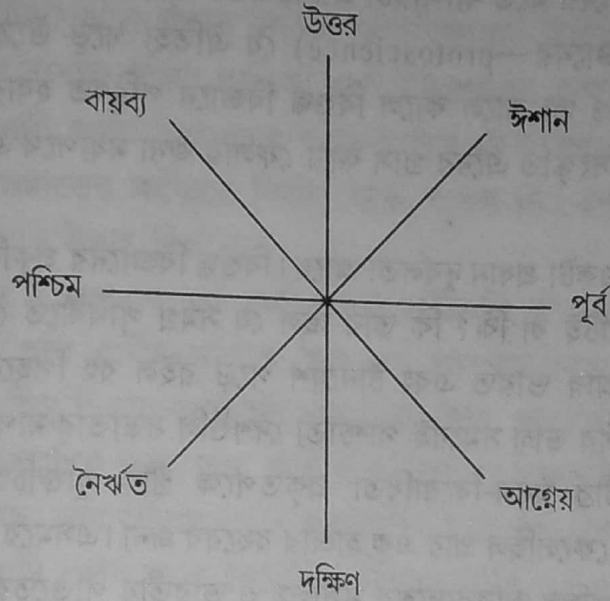 উত্তর
বায়ব্য
ঈশান
পশ্চিম
পূর্ব
নৈর্ঋত
আগ্নেয়
দক্ষিণ